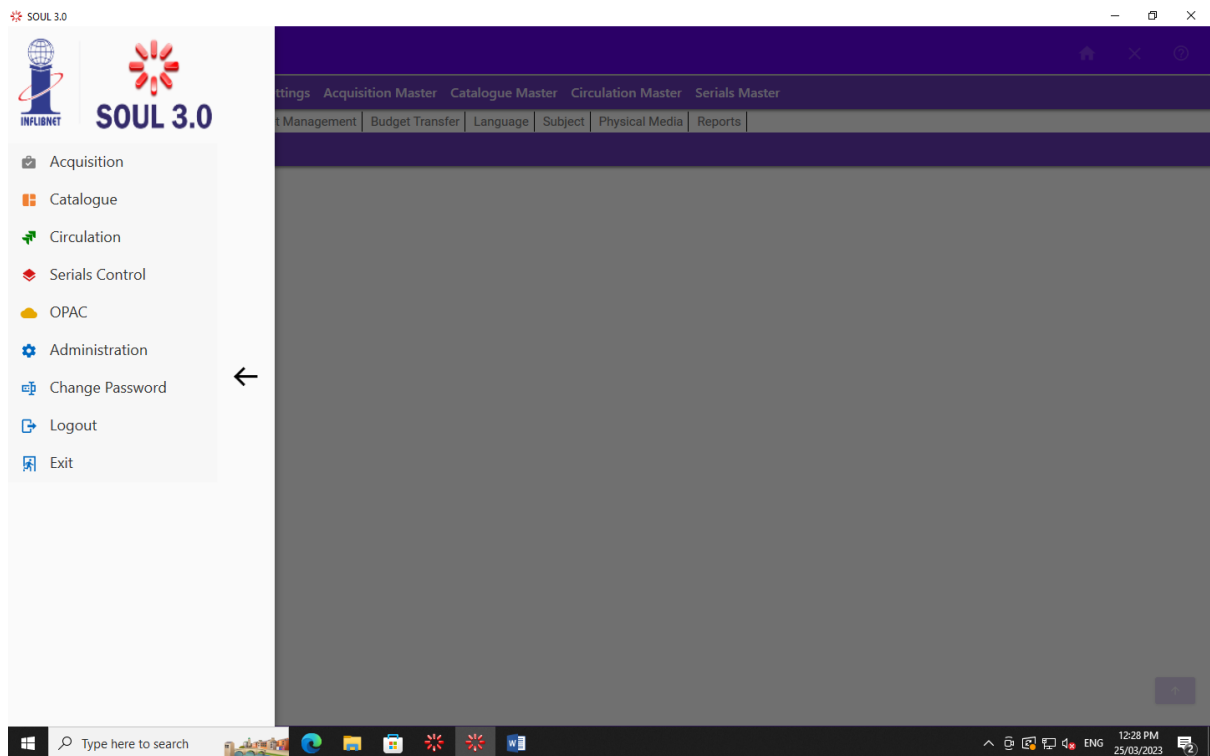 SOUL 3.0
INFLIBNET
SOUL 3.0
ttings Acquisition Master Catalogue Master Circulation Master Serials Master
t Management Budget Transfer Language Subject Physical Media Reports
Acquisition
Catalogue
Circulation
Serials Control
OPAC
Administration
Change Password
Logout
Exit
Type here to search
ENG
12:28 PM
25/03/2023
2